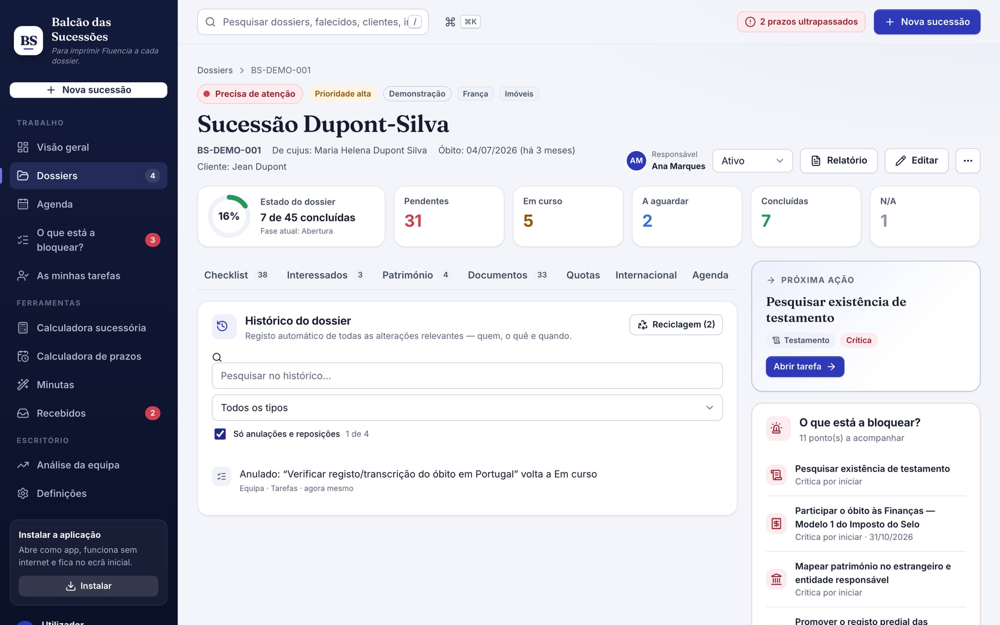 BS
Balcão das
Sucessões
Para imprimir Fluencia a cada
dossier.
Nova sucessão
TRABALHO
Visão geral
Dossiers 4
Agenda
O que está a
bloquear? 3
As minhas tarefas
FERRAMENTAS
Calculadora sucessória
Calculadora de prazos
Minutas
Recebidos 2
ESCRITÓRIO
Análise da equipa
Definições
Instalar a aplicação
Abre como app, funciona sem
internet e fica no ecrã inicial.
Instalar
Utilizador
Pesquisar dossiers, falecidos, clientes, i /
⌘ ⌘K
2 prazos ultrapassados
Nova sucessão
Dossiers > BS-DEMO-001
Precisa de atenção Prioridade alta Demonstração França Imóveis
Sucessão Dupont-Silva
BS-DEMO-001 De cujus: Maria Helena Dupont Silva Óbito: 04/07/2026 (há 3 meses)
Cliente: Jean Dupont
AM
Responsável
Ana Marques
Ativo
Relatório
Editar
16%
Estado do dossier
7 de 45 concluídas
Fase atual: Abertura
Pendentes
31
Em curso
5
A aguardar
2
Concluídas
7
N/A
1
Checklist 38 Interessados 3 Património 4 Documentos 33 Quotas Internacional Agenda
Histórico do dossier
Registo automático de todas as alterações relevantes — quem, o quê e quando.
Reciclagem (2)
Pesquisar no histórico...
Todos os tipos
Só anulações e reposições 1 de 4
Anulado: “Verificar registo/transcrição do óbito em Portugal” volta a Em curso
Equipa · Tarefas · agora mesmo
PRÓXIMA AÇÃO
Pesquisar existência de
testamento
Testamento Crítica
Abrir tarefa
O que está a bloquear?
11 ponto(s) a acompanhar
Pesquisar existência de testamento
Crítica por iniciar
Participar o óbito às Finanças —
Modelo 1 do Imposto do Selo
Crítica por iniciar · 31/10/2026
Mapear património no estrangeiro e
entidade responsável
Crítica por iniciar
Promover o registo predial das